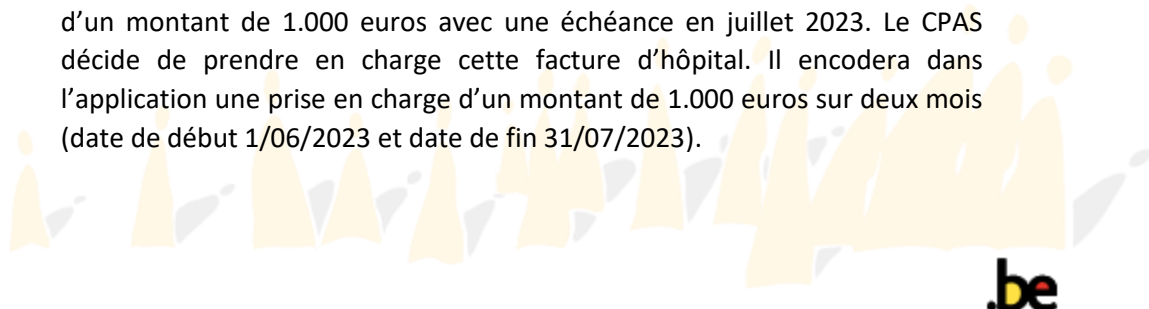 d’un montant de 1.000 euros avec une échéance en juillet 2023. Le CPAS
décide de prendre en charge cette facture d’hôpital. Il encodera dans
l’application une prise en charge d’un montant de 1.000 euros sur deux mois
(date de début 1/06/2023 et date de fin 31/07/2023).
.be